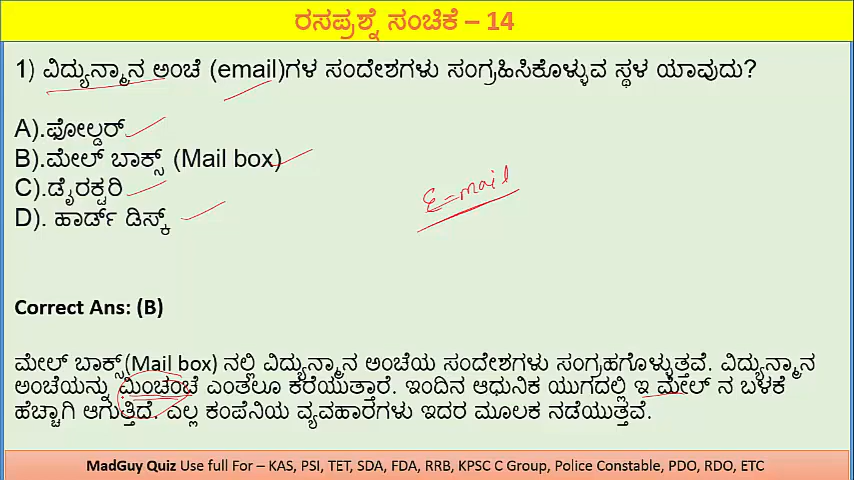 ರಸಪ್ರಶ್ನೆ ಸಂಚಿಕೆ – 14
1) ವಿದ್ಯುನ್ಮಾನ ಅಂಚೆ (email)ಗಳ ಸಂದೇಶಗಳು ಸಂಗ್ರಹಿಸಿಕೊಳ್ಳುವ ಸ್ಥಳ ಯಾವುದು?
A).ಫೋಲ್ಡರ್
B).ಮೇಲ್ ಬಾಕ್ಸ್ (Mail box)
C).ಡೈರಕ್ಟರಿ
D). ಹಾರ್ಡ್ ಡಿಸ್ಕ್
E=mail
Correct Ans: (B)
ಮೇಲ್ ಬಾಕ್ಸ್(Mail box) ನಲ್ಲಿ ವಿದ್ಯುನ್ಮಾನ ಅಂಚೆಯ ಸಂದೇಶಗಳು ಸಂಗ್ರಹಗೊಳ್ಳುತ್ತವೆ. ವಿದ್ಯುನ್ಮಾನ
ಅಂಚೆಯನ್ನು ಮಿಂಚಂಚೆ ಎಂತಲೂ ಕರೆಯುತ್ತಾರೆ. ಇಂದಿನ ಆಧುನಿಕ ಯುಗದಲ್ಲಿ ಇ ಮೇಲ್ ನ ಬಳಕೆ
ಹೆಚ್ಚಾಗಿ ಆಗುತ್ತಿದೆ. ಎಲ್ಲ ಕಂಪೆನಿಯ ವ್ಯವಹಾರಗಳು ಇದರ ಮೂಲಕ ನಡೆಯುತ್ತವೆ.
MadGuy Quiz Use full For – KAS, PSI, TET, SDA, FDA, RRB, KPSC C Group, Police Constable, PDO, RDO, ETC